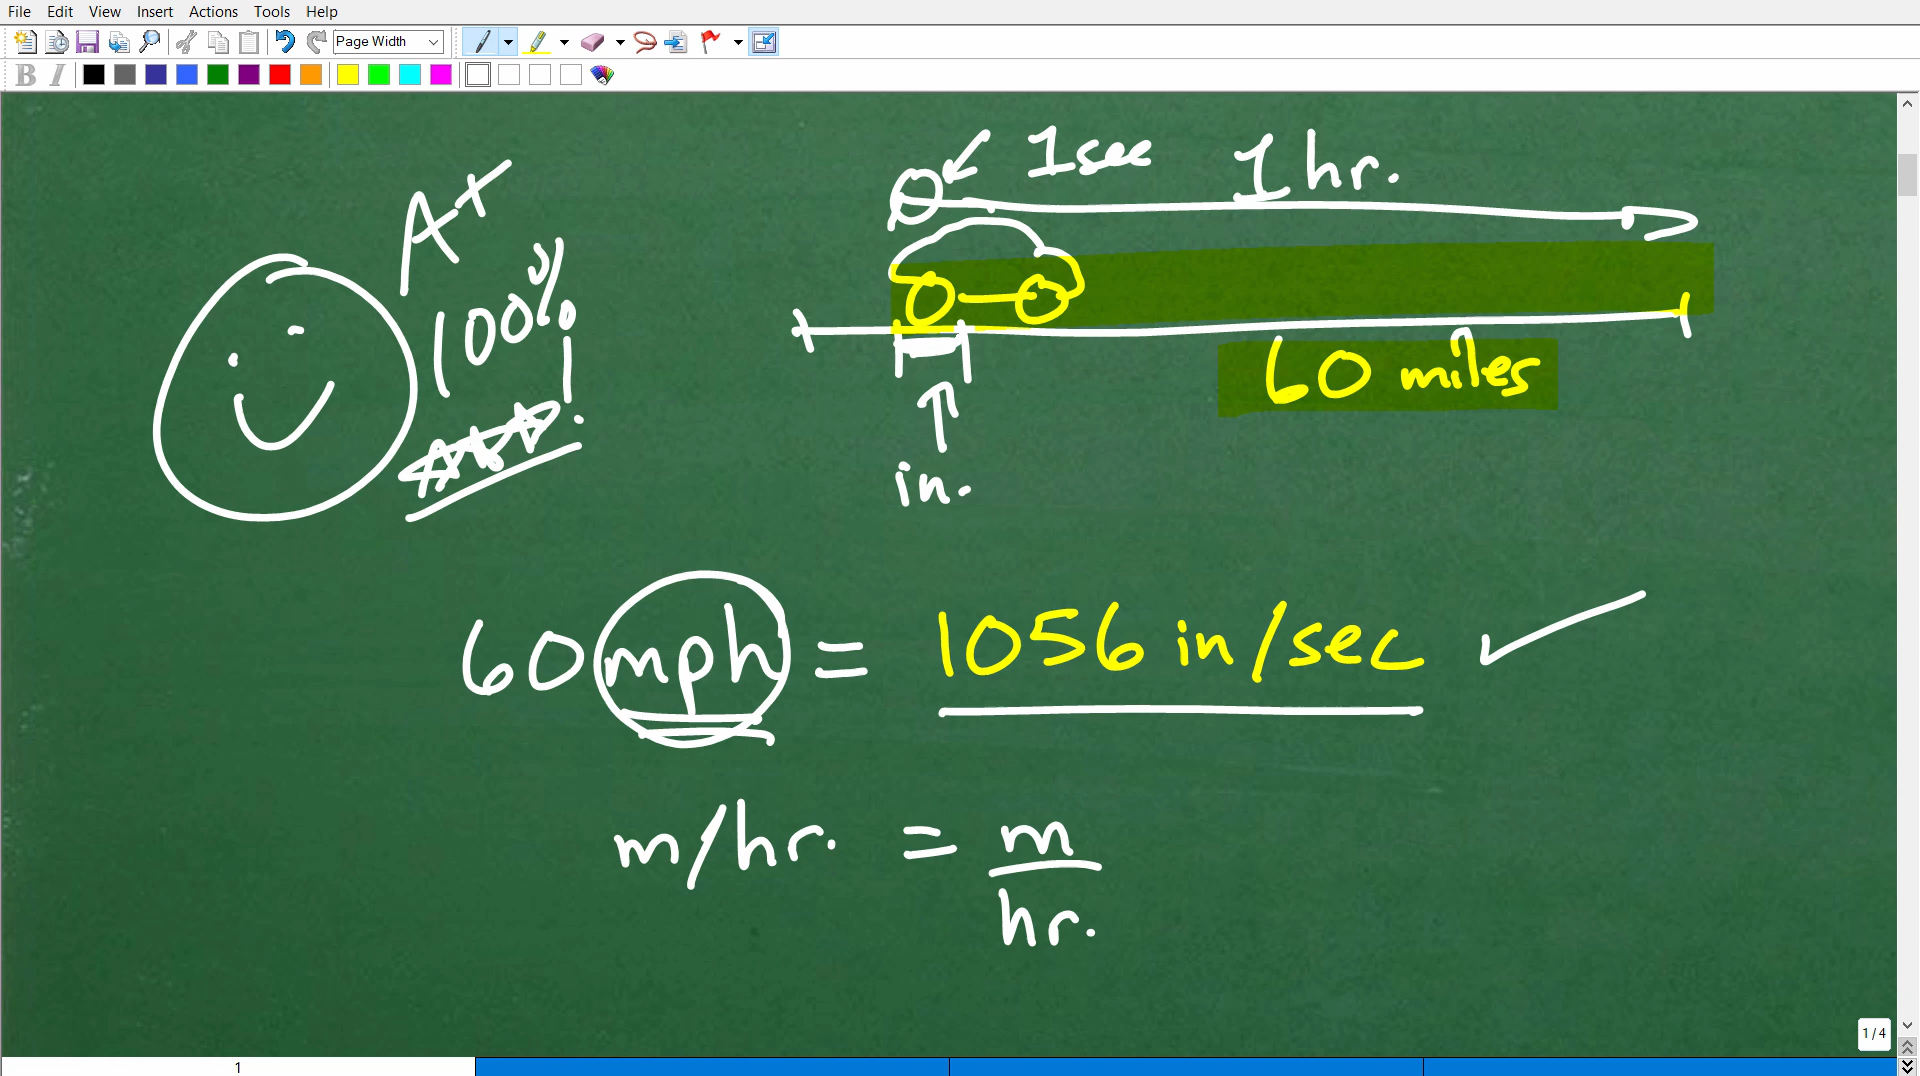 File Edit View Insert Actions Tools Help
Page Width
B I
A+
100%!
1 sec 1 hr.
60 miles
in.
60 mph = 1056 in/sec
m/hr. = m
hr.
1 / 4
1